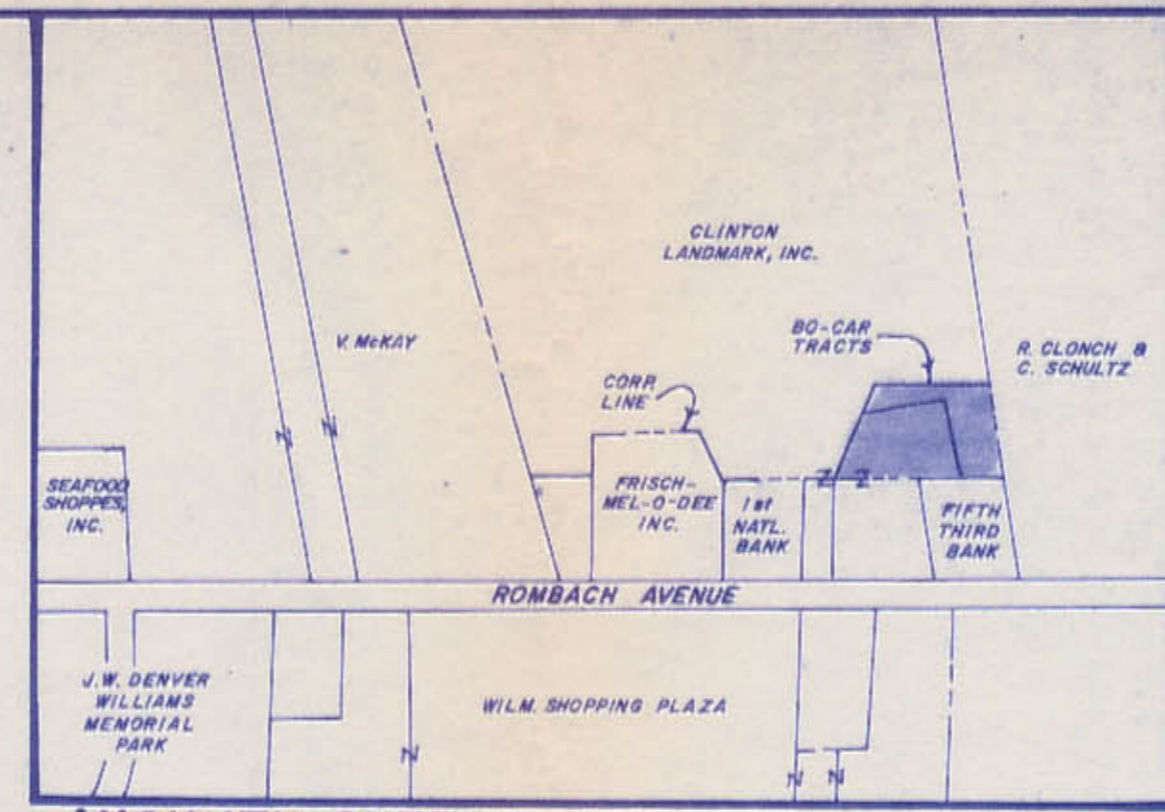 CLINTON
LANDMARK, INC.
V. McKAY
BO-CAR
TRACTS
R. CLONCH &
C. SCHULTZ
CORP.
LINE
SEAFOOD
SHOPPES,
INC.
FRISCH-
MEL-O-DEE
INC.
1st
NATL.
BANK
FIFTH
THIRD
BANK
ROMBACH AVENUE
J.W. DENVER
WILLIAMS
MEMORIAL
PARK
WILM. SHOPPING PLAZA